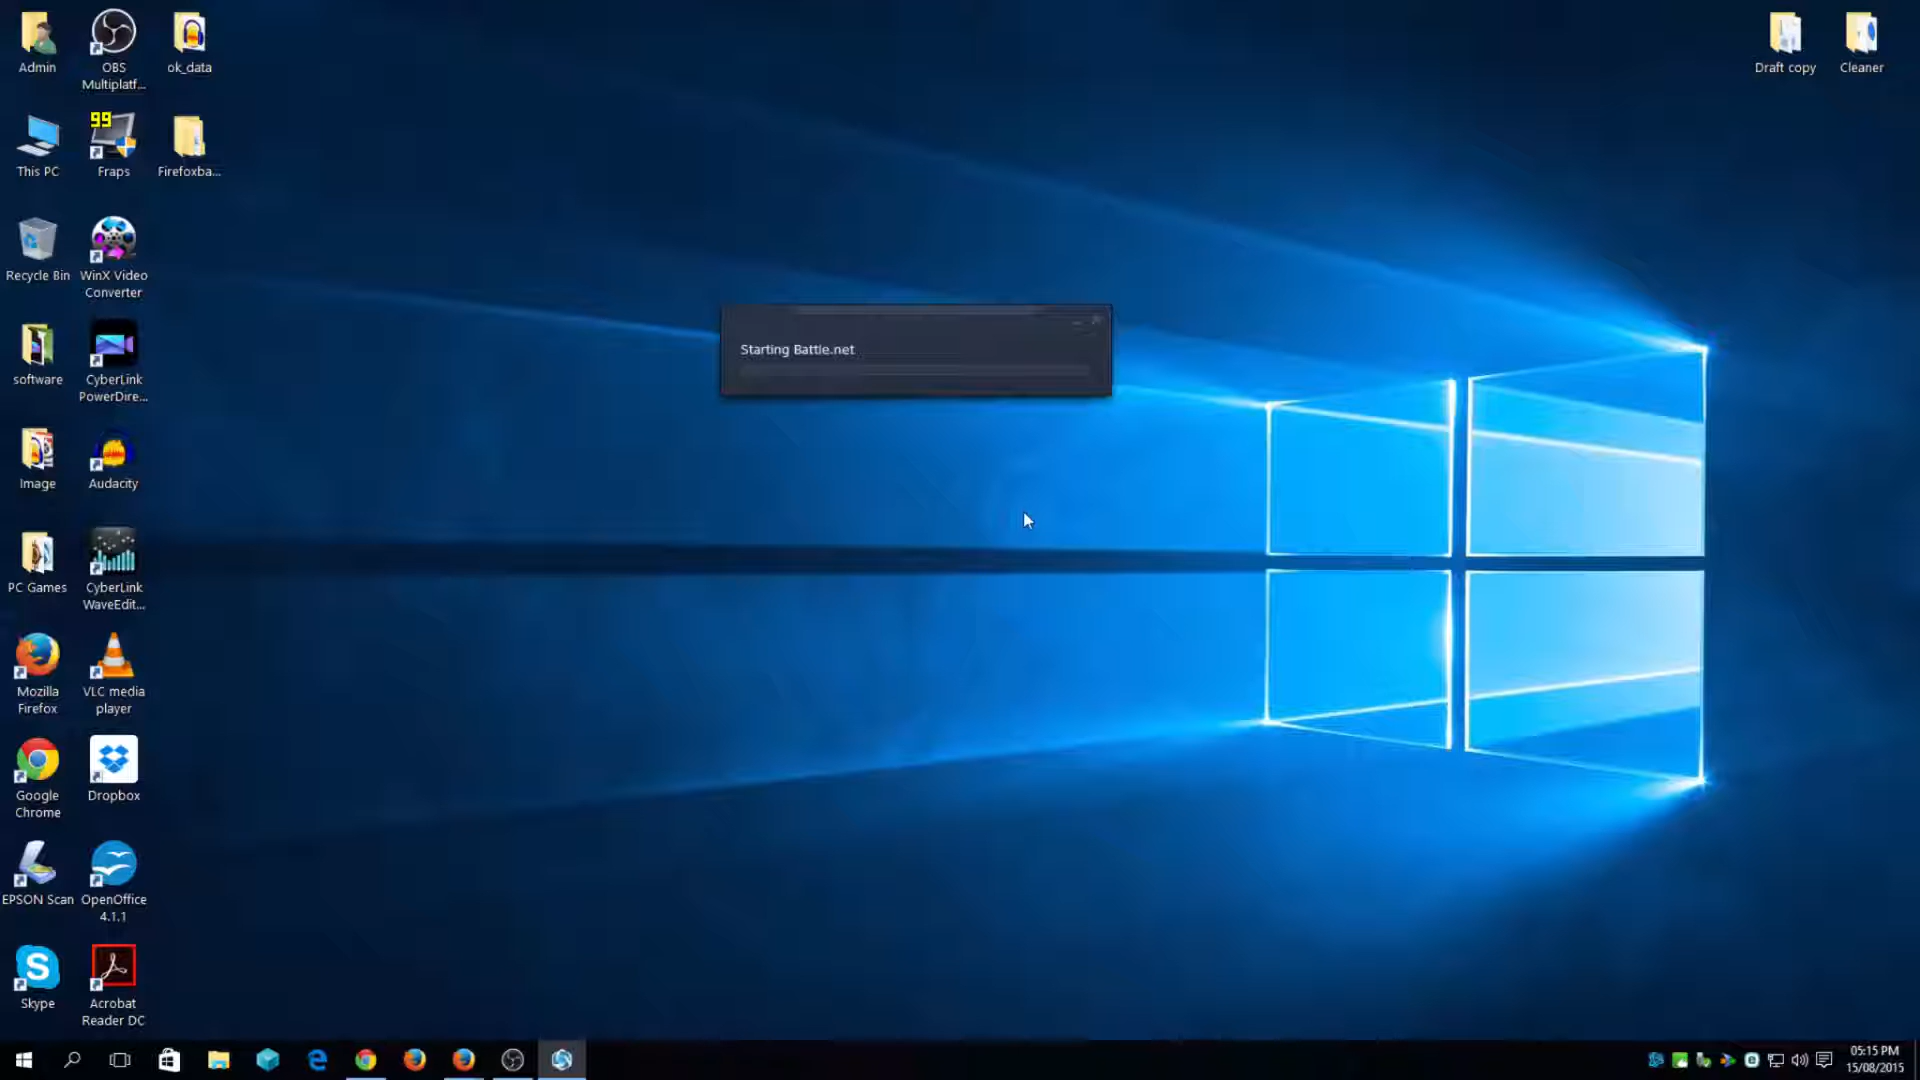 Admin
OBS
Multiplatf...
ok_data
Draft copy
Cleaner
99
This PC
Fraps
Firefoxba...
Recycle Bin
WinX Video
Converter
Starting Battle.net
software
CyberLink
PowerDire...
Image
Audacity
PC Games
CyberLink
WaveEdit...
Mozilla
Firefox
VLC media
player
Google
Chrome
Dropbox
EPSON Scan
OpenOffice
4.1.1
Skype
Acrobat
Reader DC
05:15 PM
15/08/2015